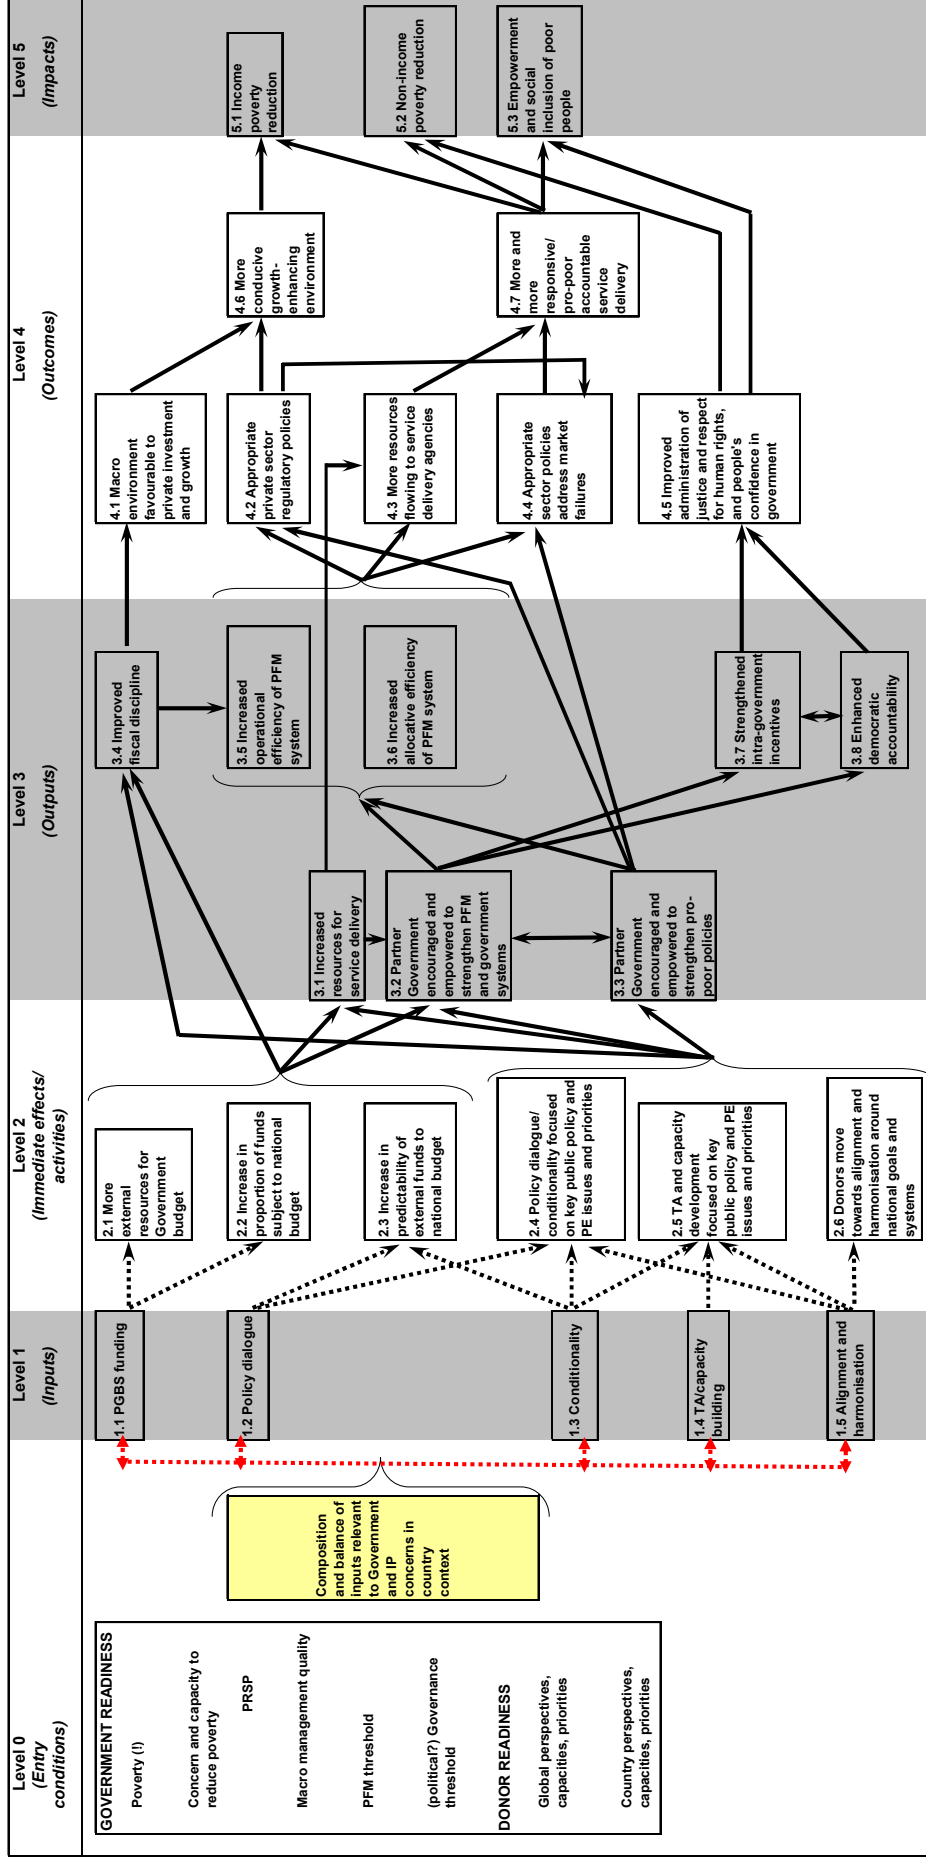 Level 0
(Entry
conditions)
GOVERNMENT READINESS
Poverty (!)
Concern and capacity to
reduce poverty
PRSP
Macro management quality
PFM threshold
(political?) Governance
threshold
DONOR READINESS
Global perspectives,
capacities, priorities
Country perspectives,
capacities, priorities
Composition
and balance of
inputs relevant
to Government
and IP
concerns in
country
context
Level 1
(Inputs)
1.1 PGBS funding
1.2 Policy dialogue
1.3 Conditionality
1.4 TA/capacity
building
1.5 Alignment and
harmonisation
Level 2
(Immediate effects/
activities)
2.1 More
external
resources for
Government
budget
2.2 Increase in
proportion of funds
subject to national
budget
2.3 Increase in
predictability of
external funds to
national budget
2.4 Policy dialogue/
conditionality focused
on key public policy and
PE issues and priorities
2.5 TA and capacity
development
focused on key
public policy and PE
issues and priorities
2.6 Donors move
towards alignment and
harmonisation around
national goals and
systems
Level 3
(Outputs)
3.1 Increased
resources for
service delivery
3.2 Partner
Government
encouraged and
empowered to
strengthen PFM
and government
systems
3.3 Partner
Government
encouraged and
empowered to
strengthen pro-
poor policies
3.4 Improved
fiscal discipline
3.5 Increased
operational
efficiency of PFM
system
3.6 Increased
allocative efficiency
of PFM system
3.7 Strengthened
intra-government
incentives
3.8 Enhanced
democratic
accountability
Level 4
(Outcomes)
4.1 Macro
environment
favourable to
private investment
and growth
4.2 Appropriate
private sector
regulatory policies
4.3 More resources
flowing to service
delivery agencies
4.4 Appropriate
sector policies
address market
failures
4.5 Improved
administration of
justice and respect
for human rights,
and people's
confidence in
government
4.6 More
conducive
growth-
enhancing
environment
4.7 More and
more
responsive/
pro-poor
accountable
service
delivery
Level 5
(Impacts)
5.1 Income
poverty
reduction
5.2 Non-income
poverty reduction
5.3 Empowerment
and social
inclusion of poor
people